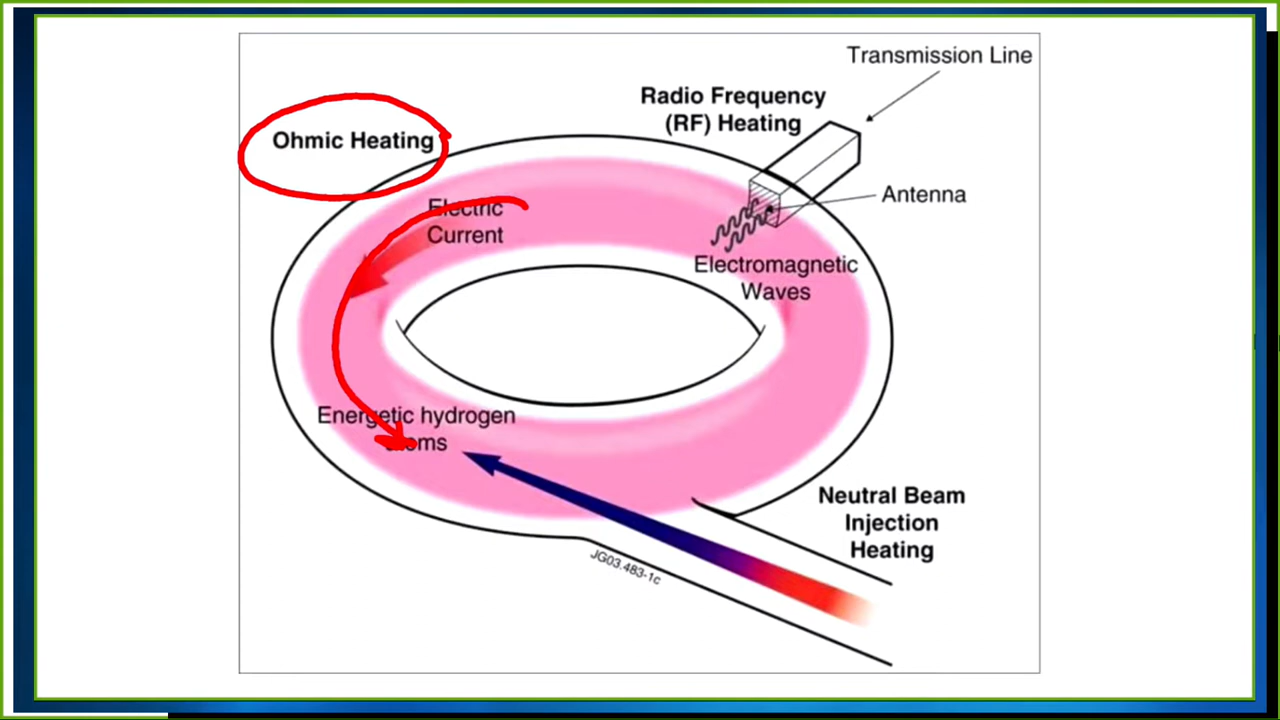 Transmission Line
Radio Frequency
(RF) Heating
Ohmic Heating
Antenna
Electric
Current
Electromagnetic
Waves
Energetic hydrogen
atoms
Neutral Beam
Injection
Heating
JG03.483-1c